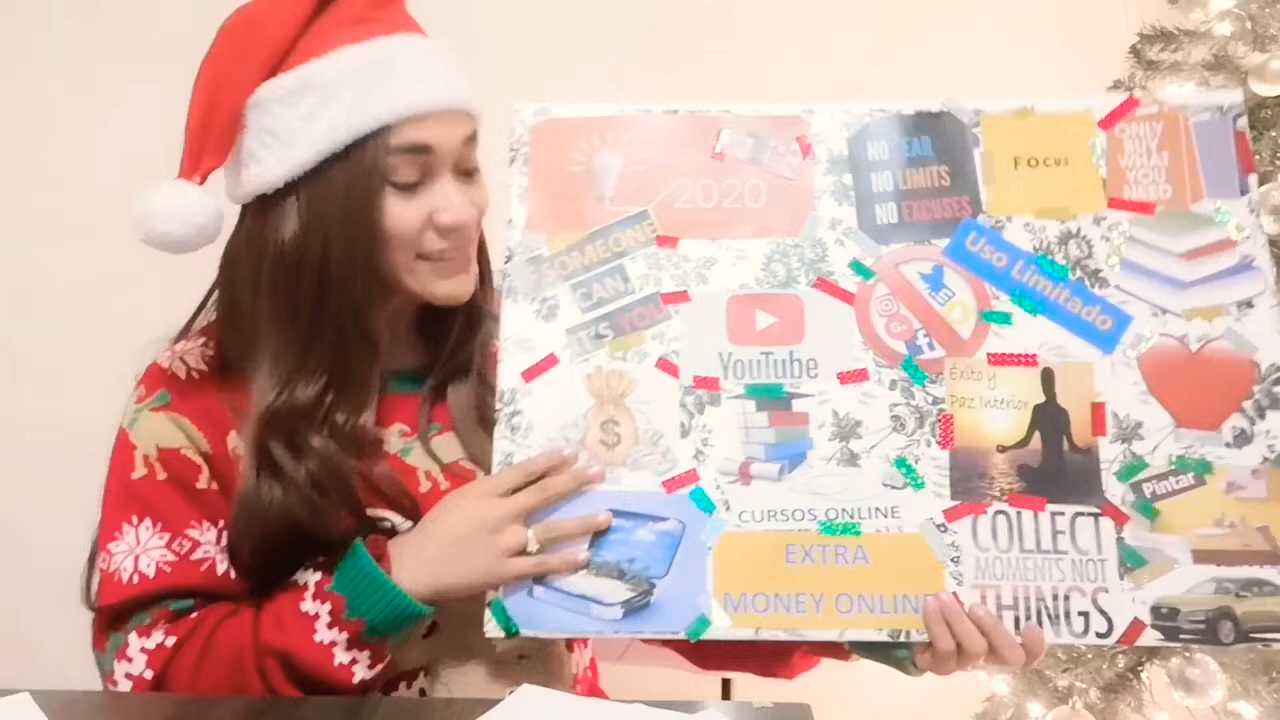 2020
SOMEONE
CAN
IT'S YOU
NO FEAR
NO LIMITS
NO EXCUSES
FOCUS
ONLY
BUY
WHAT
YOU
NEED
Uso Limitado
in
G+
f
YouTube
$
CURSOS ONLINE
EXTRA
MONEY ONLINE
Éxito y
Paz Interior
COLLECT
MOMENTS NOT
THINGS
Pintar